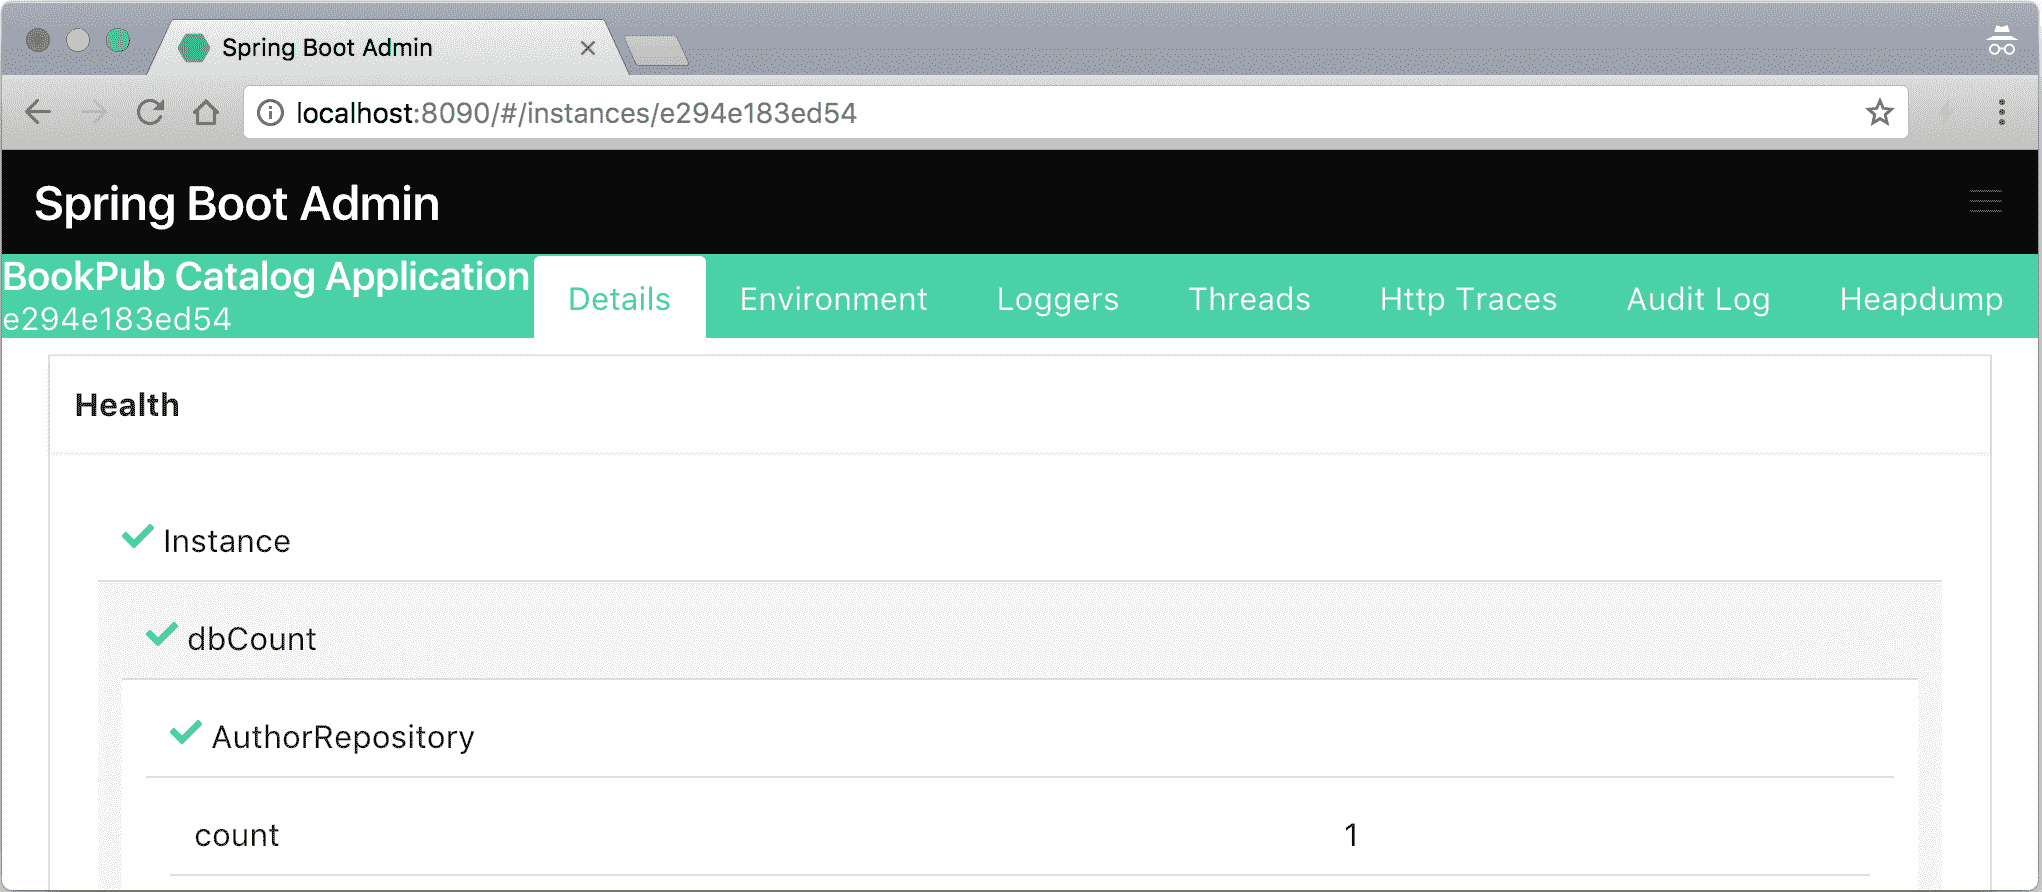 Spring Boot Admin
localhost:8090/#/instances/e294e183ed54
Spring Boot Admin
BookPub Catalog Application
e294e183ed54
Details Environment Loggers Threads Http Traces Audit Log Heapdump
Health
Instance
dbCount
AuthorRepository
count 1